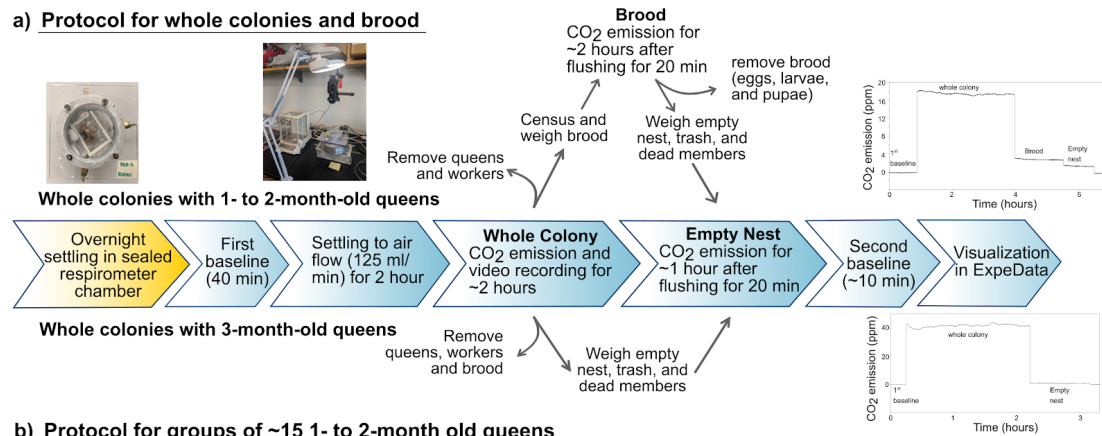 a) Protocol for whole colonies and brood
Brood
CO2 emission for
~2 hours after
flushing for 20 min
remove brood
(eggs, larvae,
and pupae)
Census and
weigh brood
Weigh empty
nest, trash, and
dead members
Remove queens
and workers
Whole colonies with 1- to 2-month-old queens
Overnight
settling in sealed
respirometer
chamber
First
baseline
(40 min)
Settling to air
flow (125 ml/
min) for 2 hour
Whole Colony
CO2 emission and
video recording for
~2 hours
Empty Nest
CO2 emission for
~1 hour after
flushing for 20 min
Second
baseline
(~10 min)
Visualization
in ExpeData
Whole colonies with 3-month-old queens
Remove
queens, workers
and brood
Weigh empty
nest, trash, and
dead members
CO2 emission (ppm)
20
16
12
8
4
0
whole colony
1st
baseline
Brood
Empty
nest
0
2
4
6
Time (hours)
CO2 emission (ppm)
40
20
0
whole colony
1st
baseline
Empty
nest
0
1
2
3
Time (hours)
b) Protocol for groups of ~15 1- to 2-month old queens